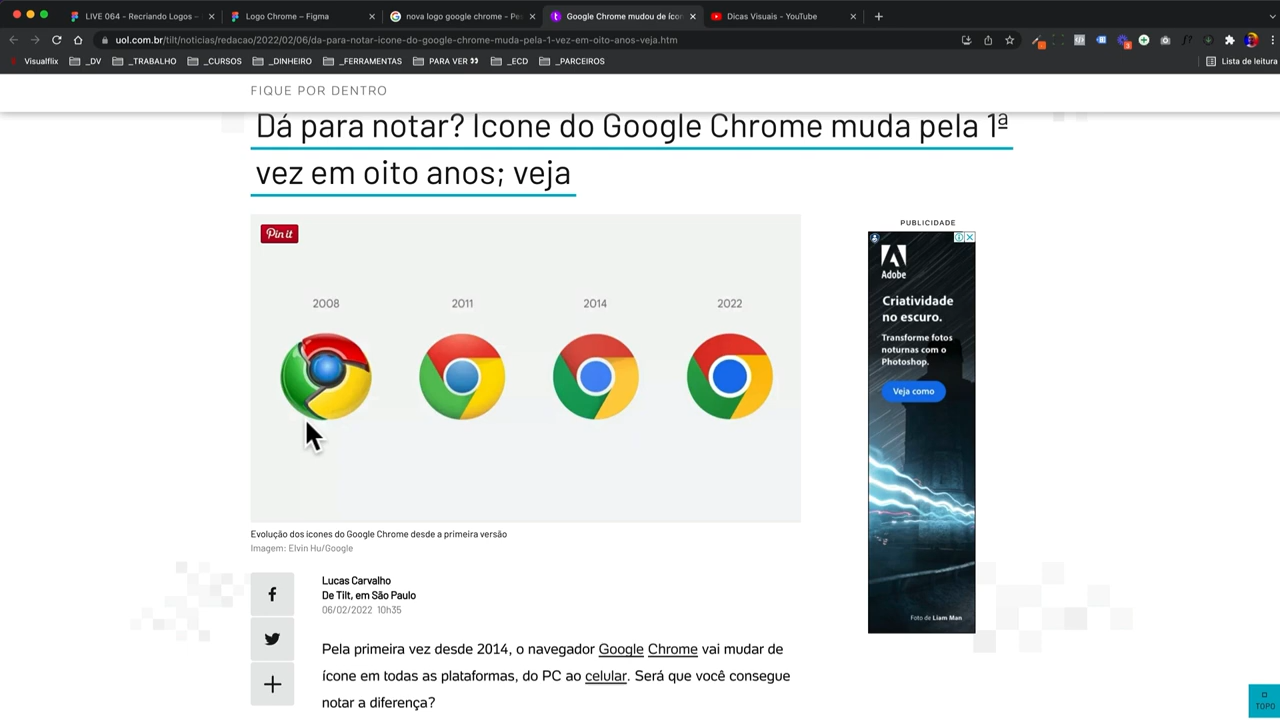 LIVE 064 - Recriando Logos -
Logo Chrome – Figma
nova logo google chrome - Pe
Google Chrome mudou de ícon
Dicas Visuais - YouTube
uol.com.br/tilt/noticias/redacao/2022/02/06/da-para-notar-icone-do-google-chrome-muda-pela-1-vez-em-oito-anos-veja.htm
Visualflix
_DV
_TRABALHO
_CURSOS
_DINHEIRO
_FERRAMENTAS
PARA VER
_ECD
_PARCEIROS
Lista de leitura
FIQUE POR DENTRO
Dá para notar? Ícone do Google Chrome muda pela 1ª
vez em oito anos; veja
PUBLICIDADE
Pin it
2008
2011
2014
2022
Adobe
Criatividade
no escuro.
Transforme fotos
noturnas com o
Photoshop.
Veja como
Foto de Liam Man
Evolução dos ícones do Google Chrome desde a primeira versão
Imagem: Elvin Hu/Google
Lucas Carvalho
De Tilt, em São Paulo
06/02/2022 10h35
Pela primeira vez desde 2014, o navegador Google Chrome vai mudar de
ícone em todas as plataformas, do PC ao celular. Será que você consegue
notar a diferença?
TOPO